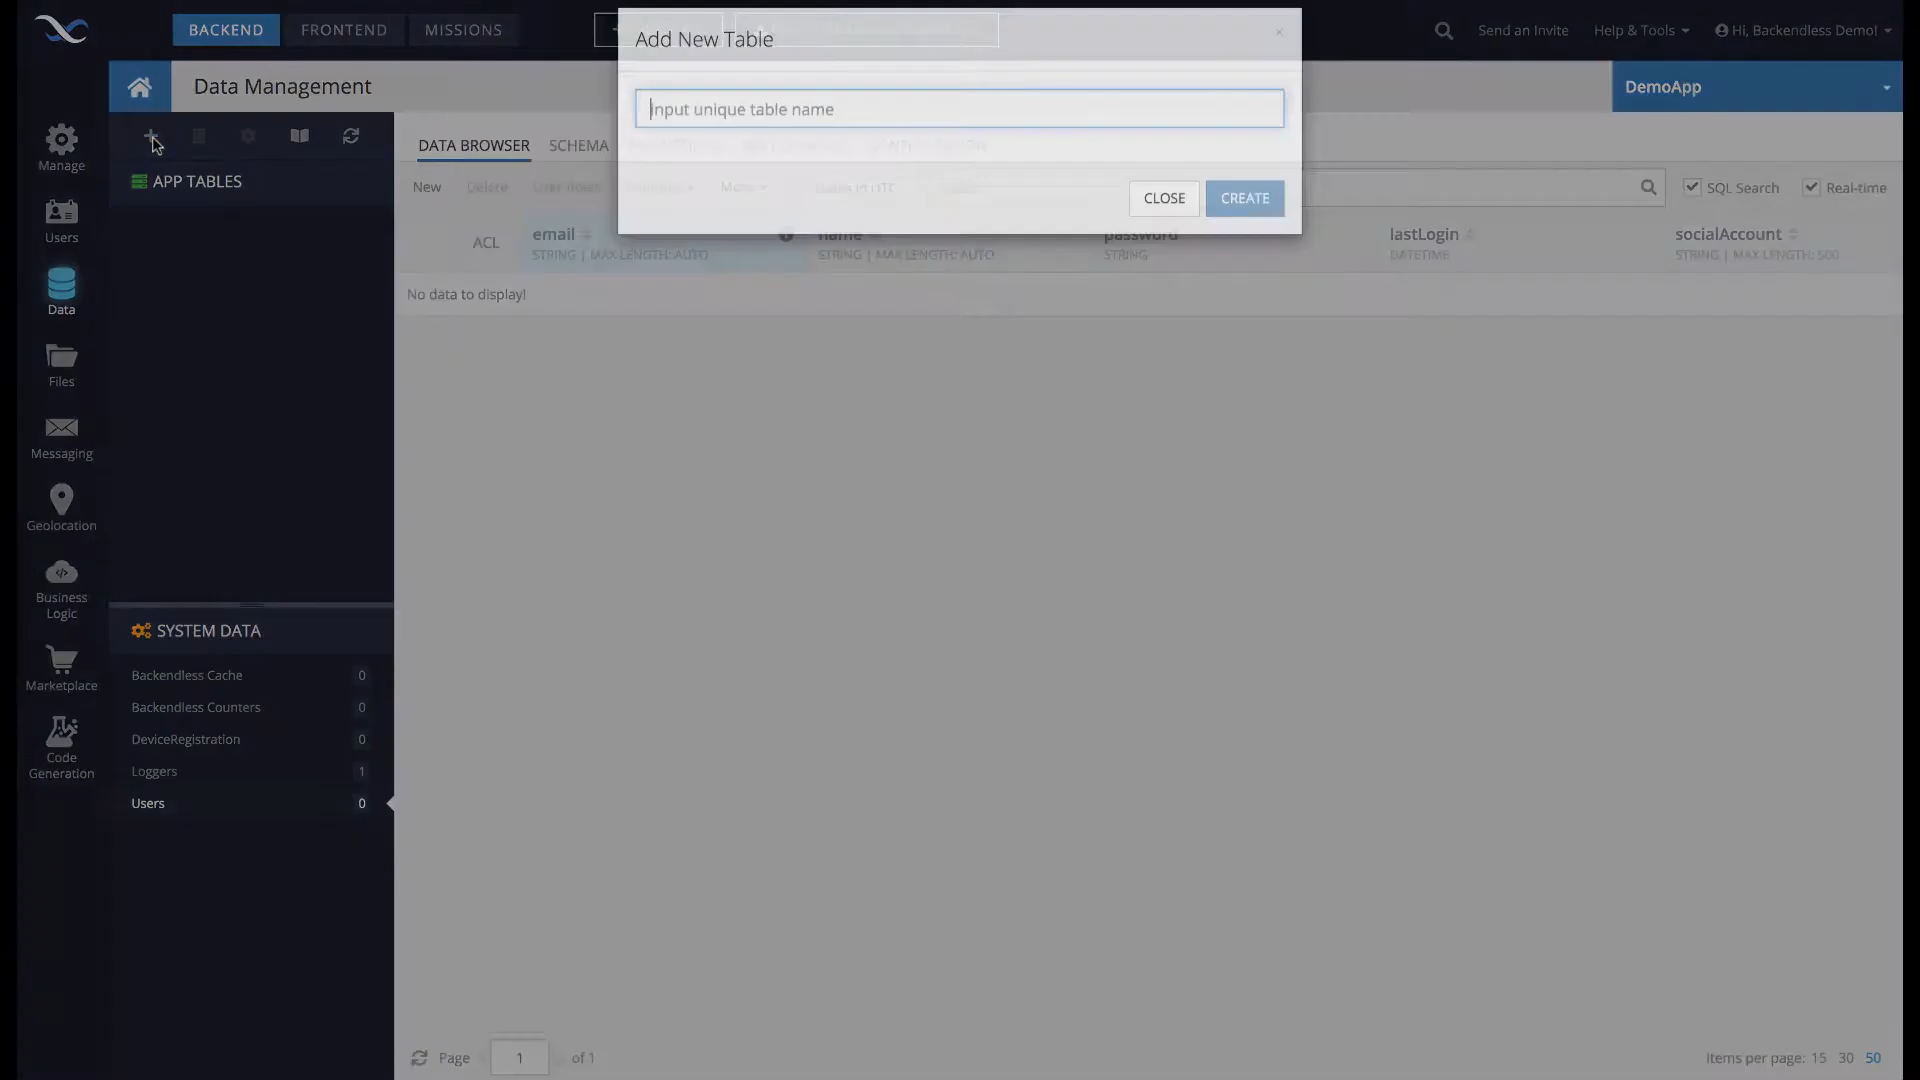 BACKEND FRONTEND MISSIONS
Send an Invite Help & Tools Hi, Backendless Demo!
Add New Table ×
Data Management
DemoApp
Input unique table name
DATA BROWSER SCHEMA
APP TABLES
New Delete
SQL Search Real-time
CLOSE CREATE
ACL
email
STRING | MAX LENGTH: AUTO
name
STRING | MAX LENGTH: AUTO
password
STRING
lastLogin
DATETIME
socialAccount
STRING | MAX LENGTH: 500
No data to display!
Manage
Users
Data
Files
Messaging
Geolocation
Business
Logic
Marketplace
Code
Generation
SYSTEM DATA
Backendless Cache 0
Backendless Counters 0
DeviceRegistration 0
Loggers 1
Users 0
Page 1 of 1
Items per page: 15 30 50